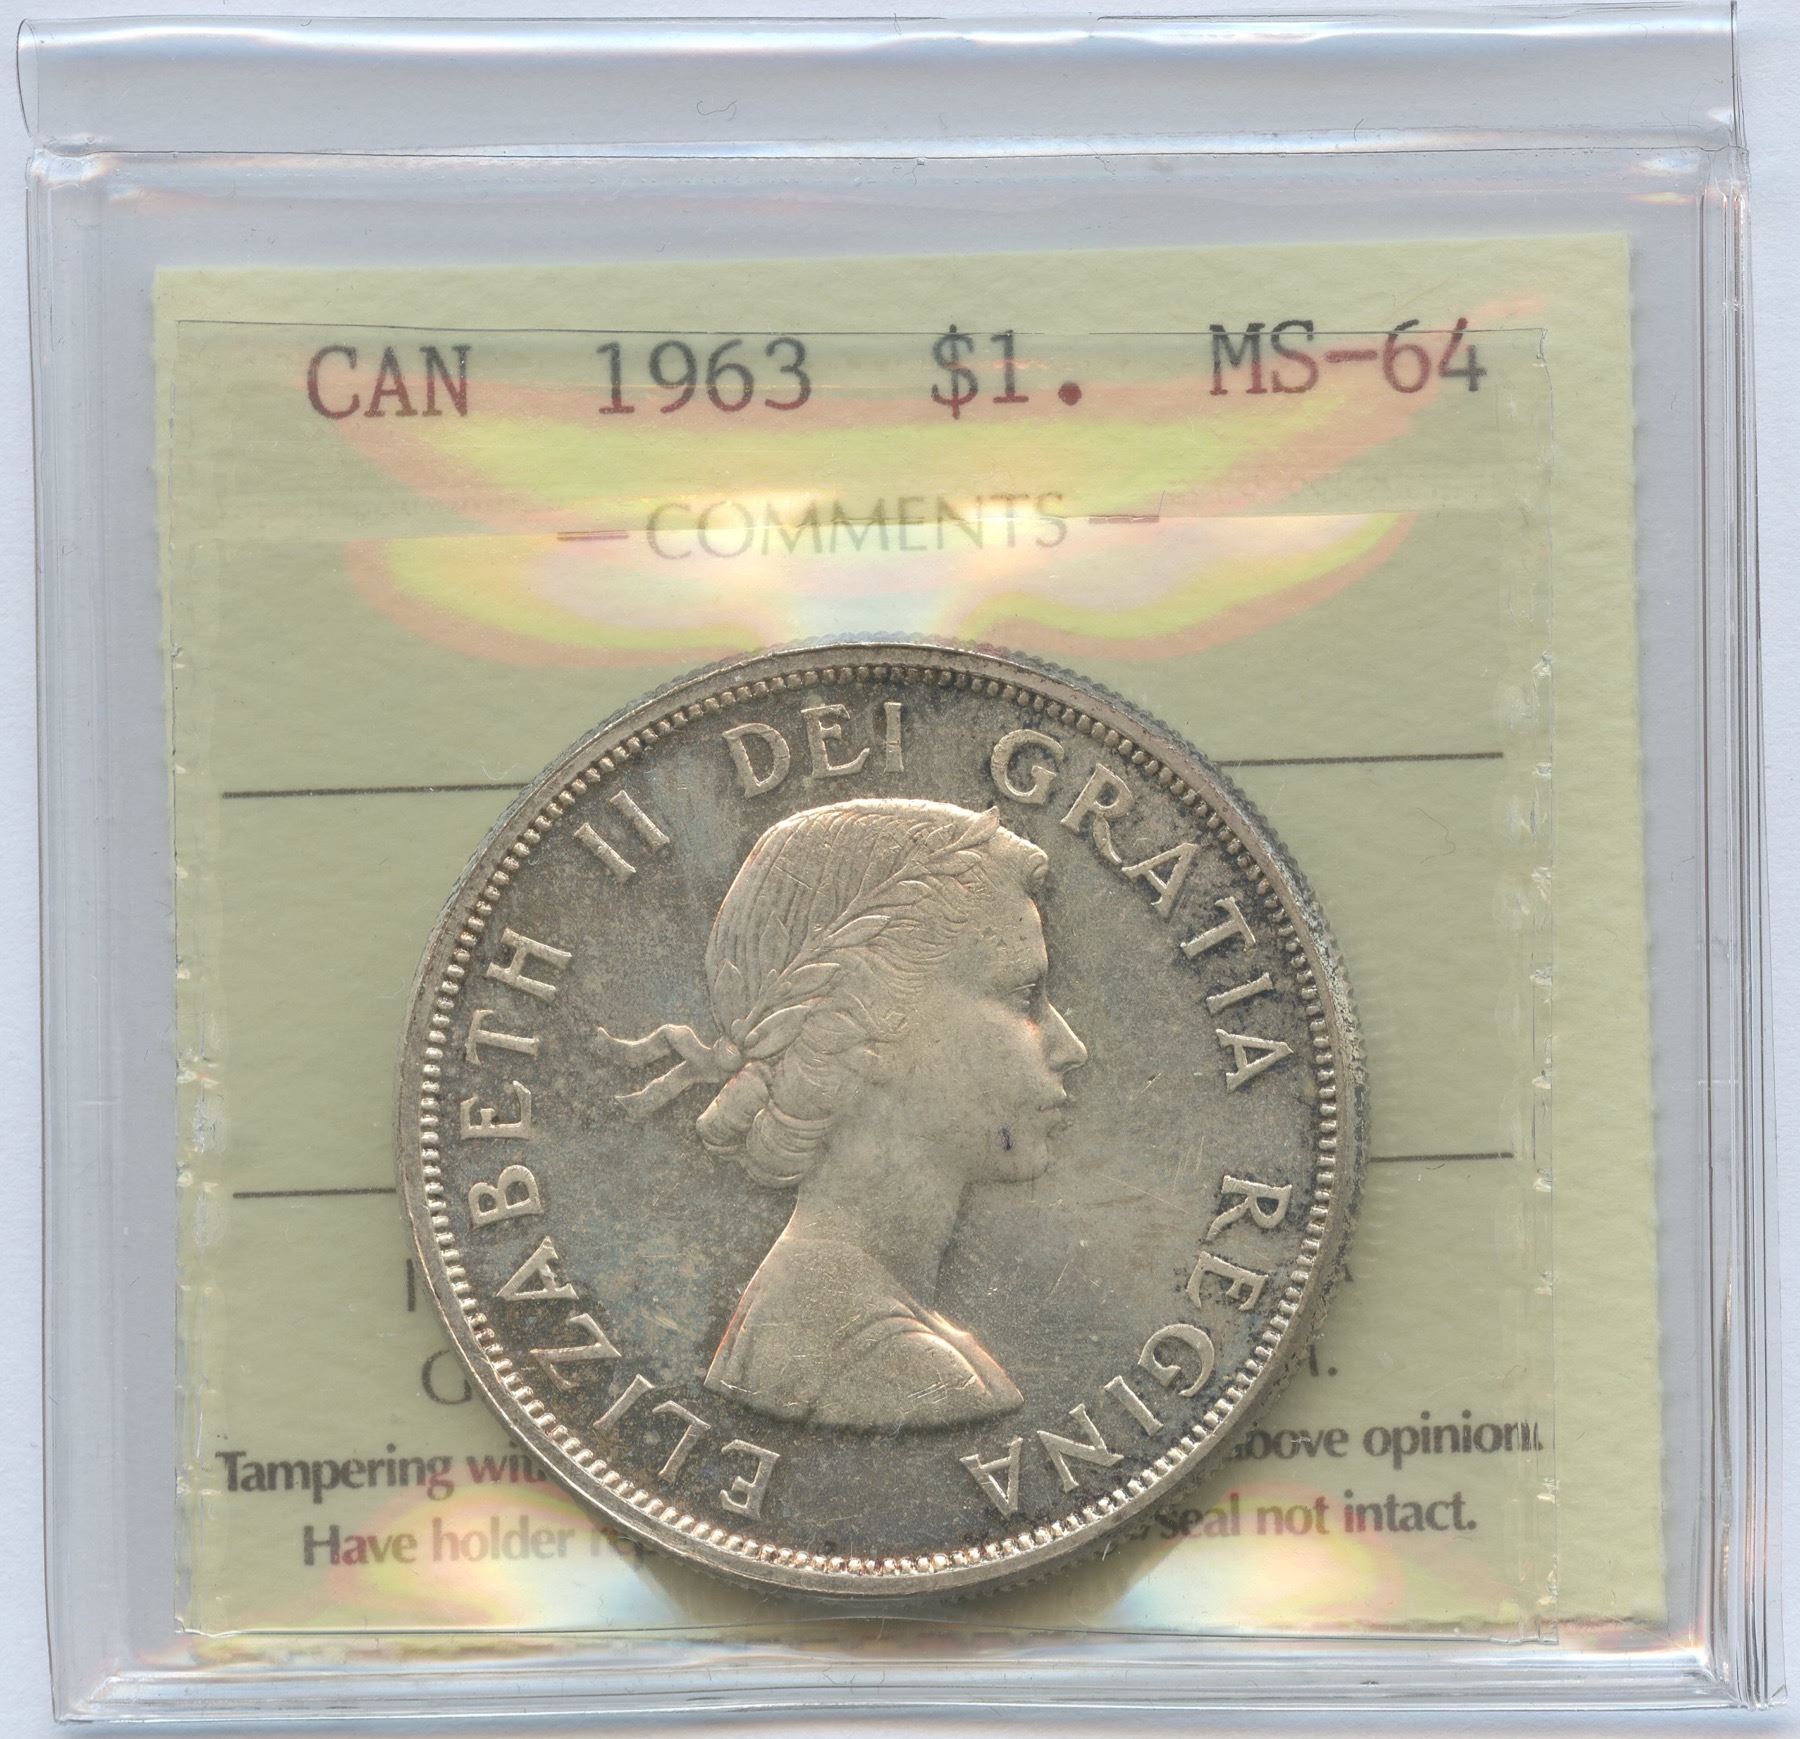 CAN 1963 $1. MS-64
— COMMENTS —
ELIZABETH II DEI GRATIA REGINA
Tampering above opinion.
Have holder seal not intact.